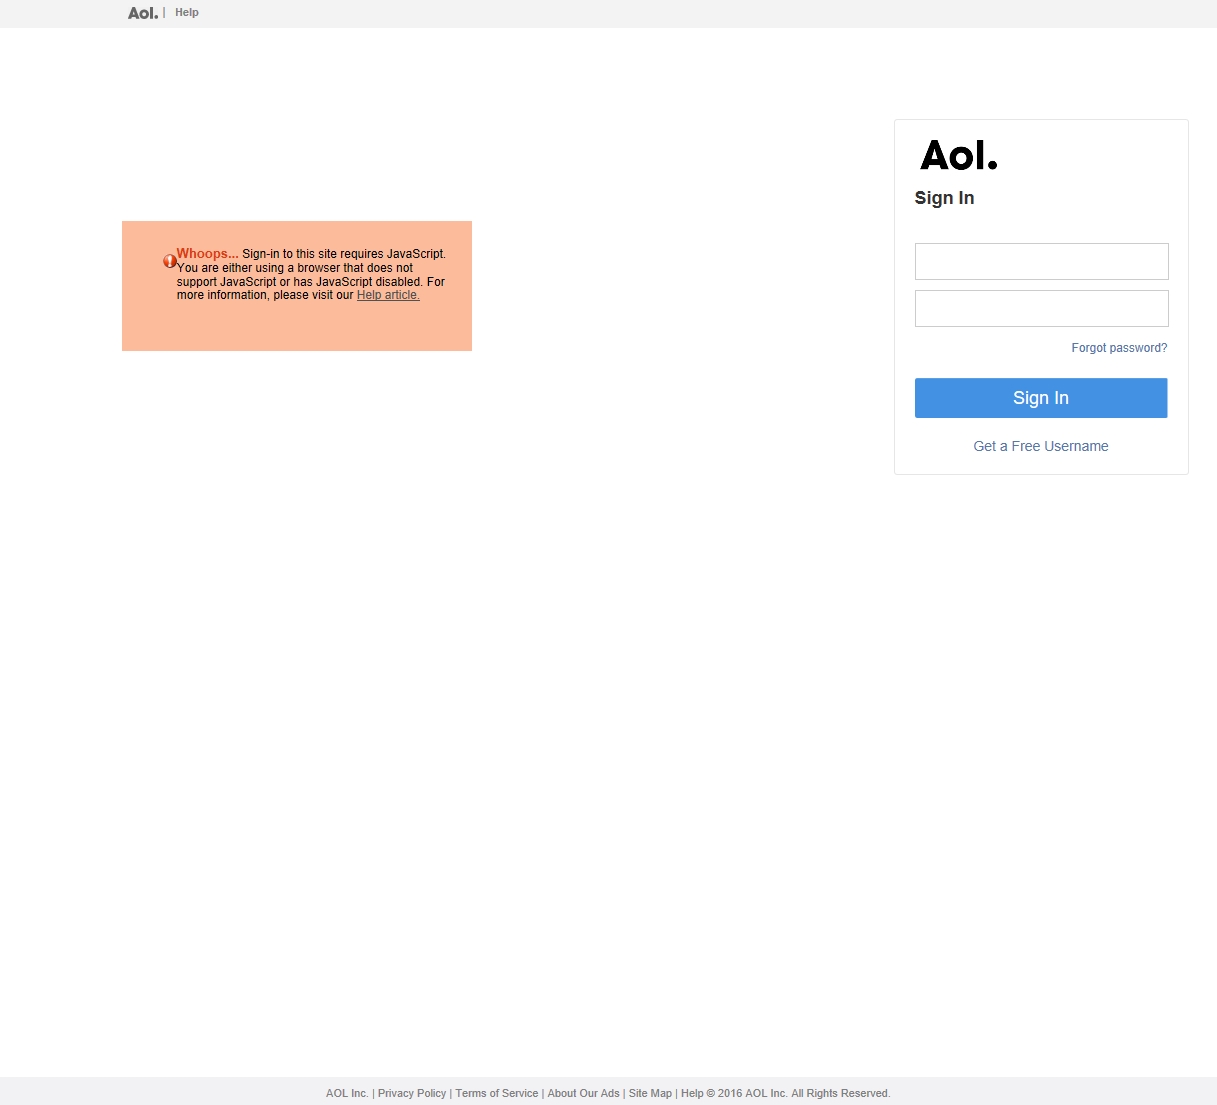 Aol. | Help
Aol.
Sign In
Whoops... Sign-in to this site requires JavaScript.
You are either using a browser that does not
support JavaScript or has JavaScript disabled. For
more information, please visit our Help article.
Forgot password?
Sign In
Get a Free Username
AOL Inc. | Privacy Policy | Terms of Service | About Our Ads | Site Map | Help © 2016 AOL Inc. All Rights Reserved.